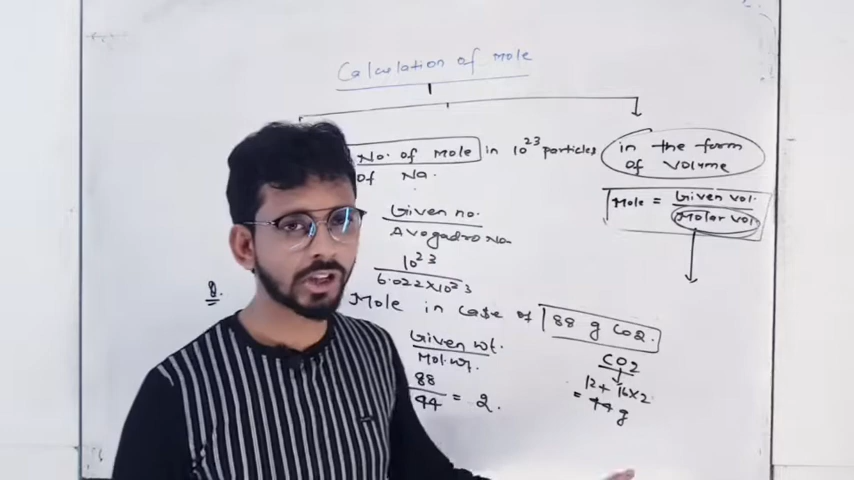 Calculation of Mole
No. of Mole in 10²³ particles
of Na.
in the form
of volume
Mole = Given vol.
Molar vol
Given no.
Avogadro no
10²³
6.022×10²³
Q.
Mole in case of 88 g CO2.
Given wt.
Mol. wt.
88
44 = 2.
CO2
12+16×2
= 44 g